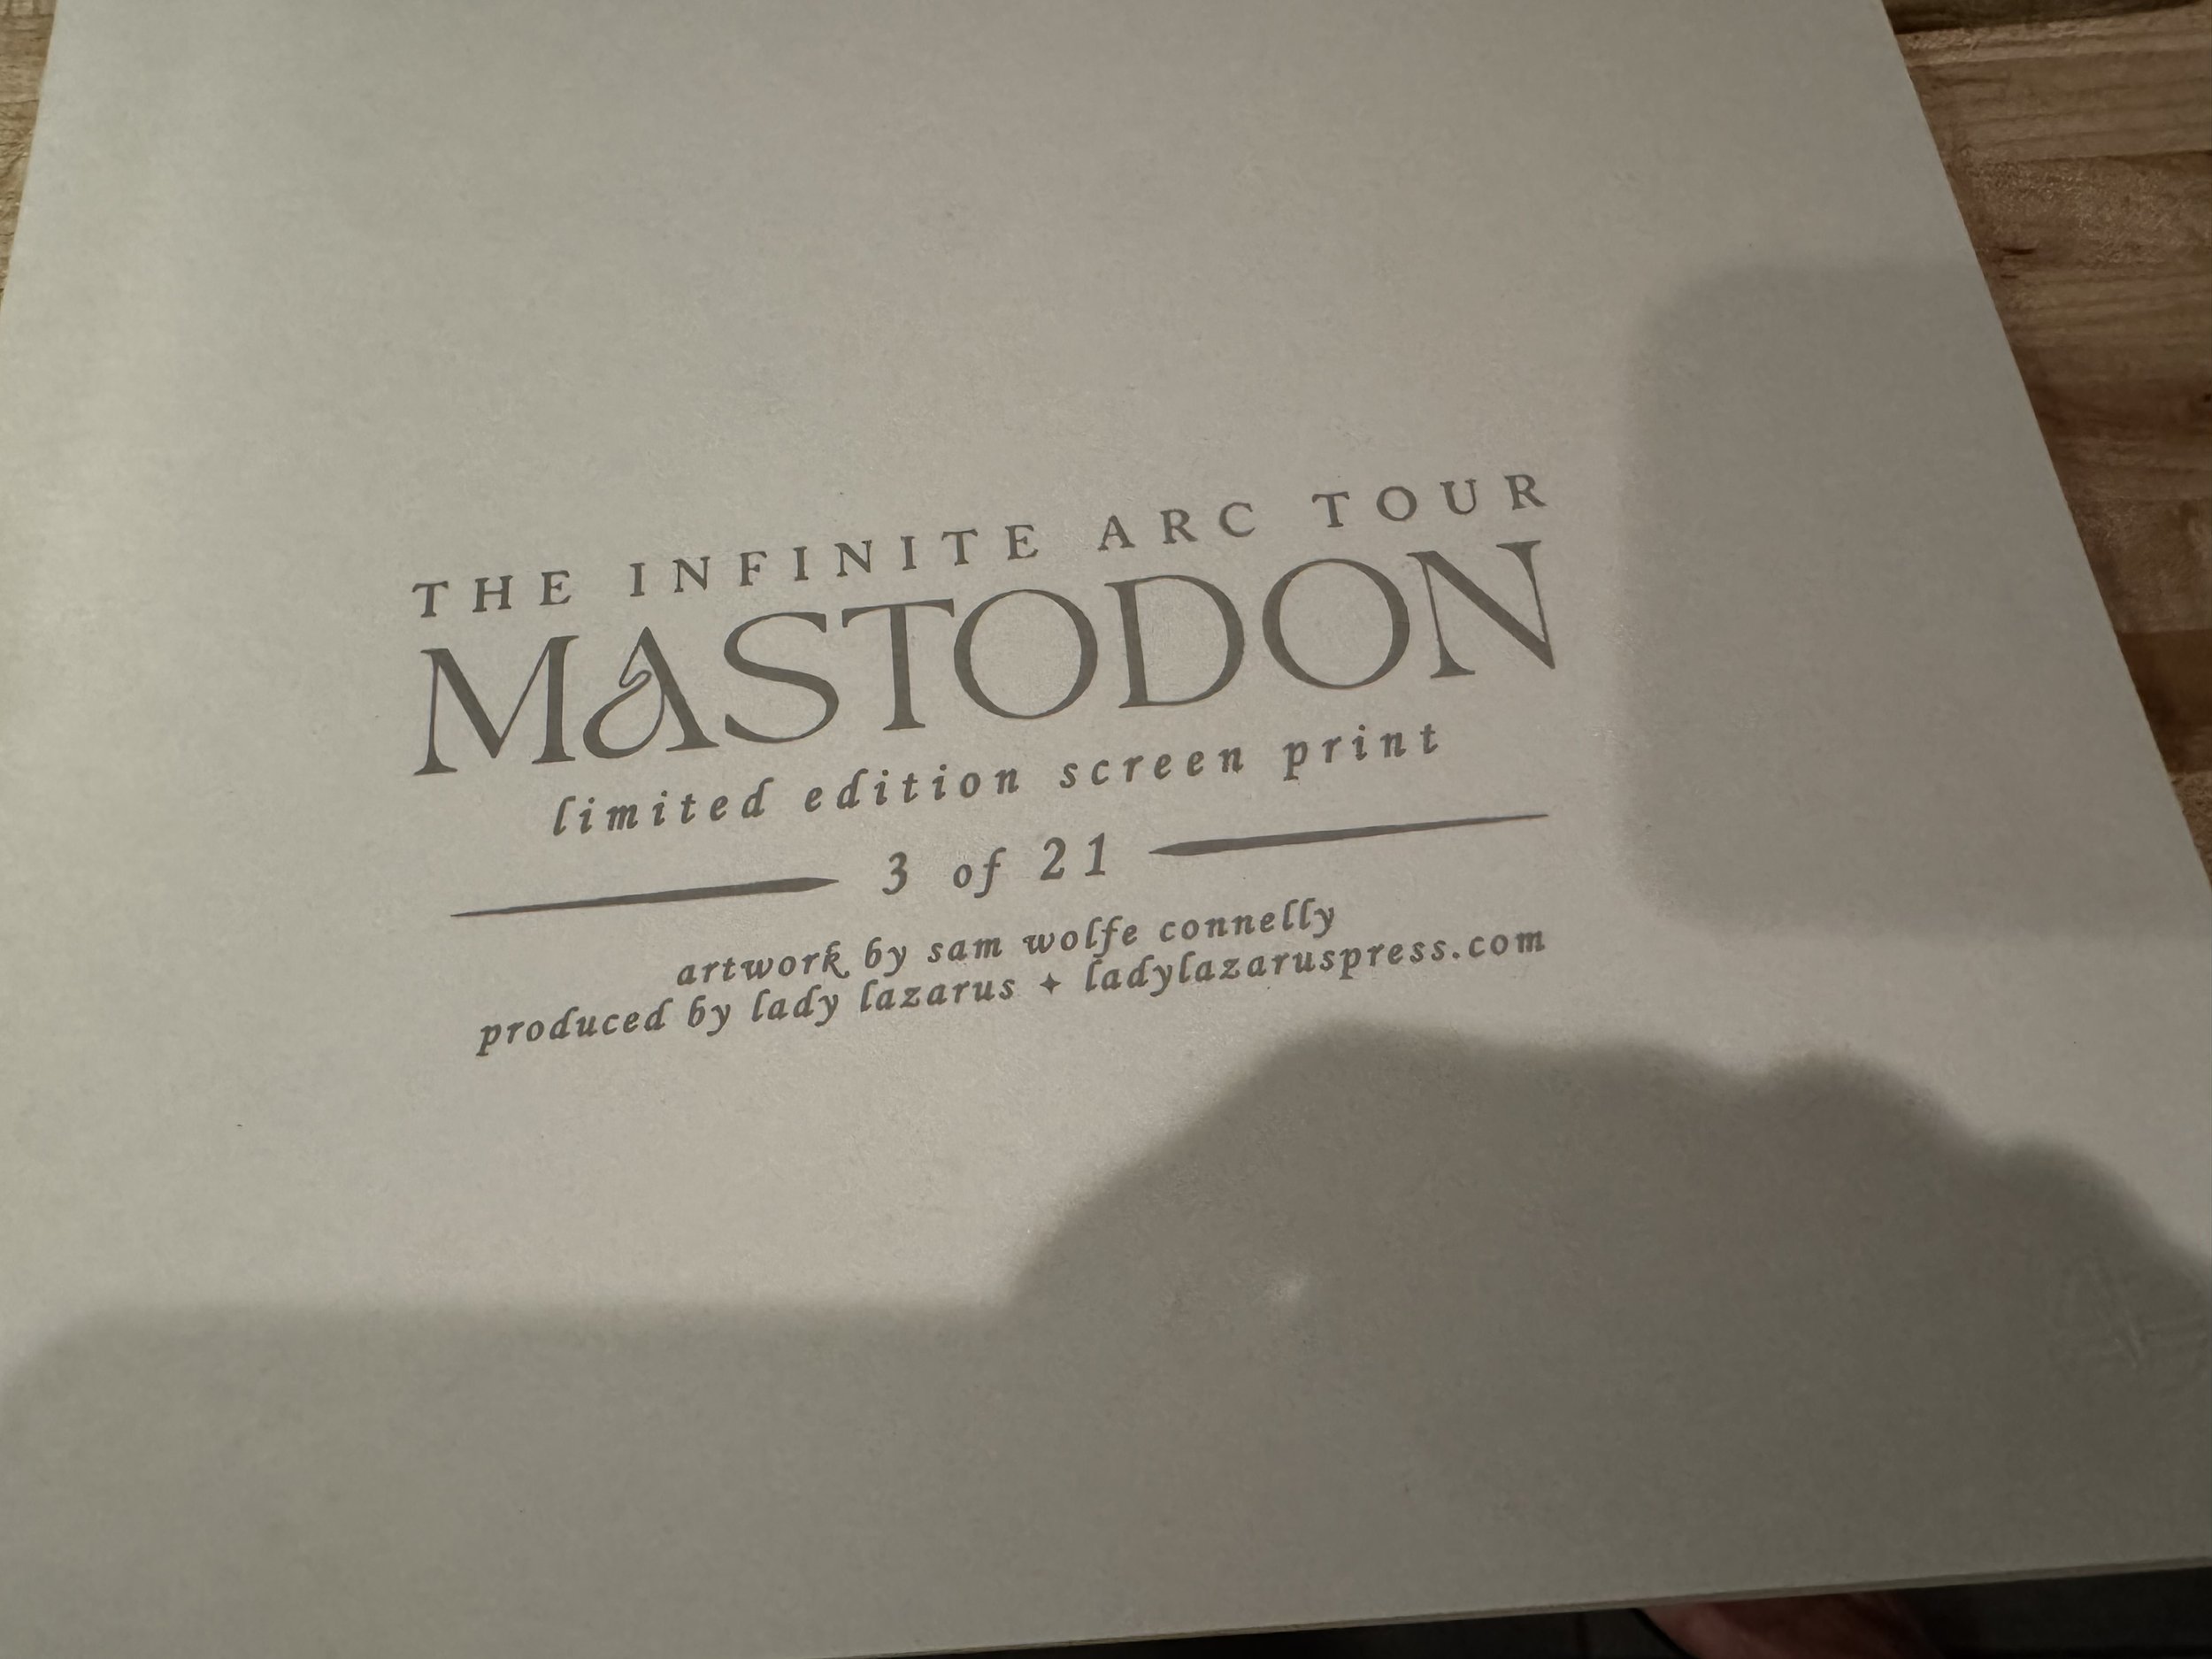 THE INFINITE ARC TOUR
MASTODON
limited edition screen print
3 of 21
artwork by sam wolfe connelly
produced by lady lazarus ✦ ladylazaruspress.com